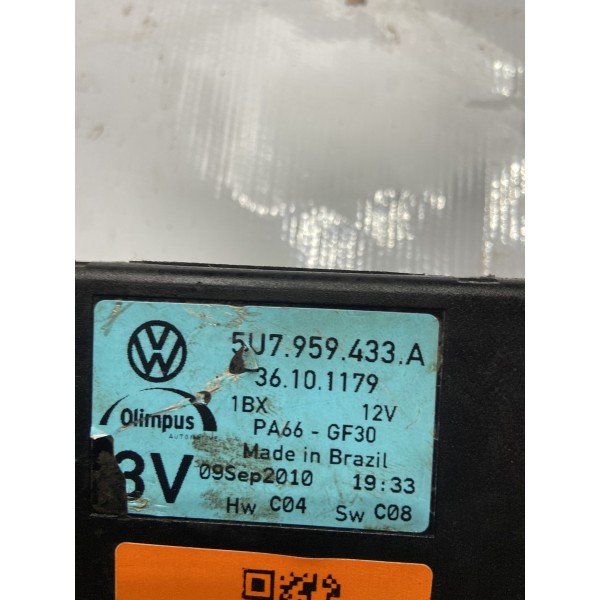 5U7.959.433.A
36.10.1179
1BX 12V
Olimpus
AUTOMOTIVE
PA66 - GF30
Made in Brazil
3V 09Sep2010 19:33
Hw C04 Sw C08